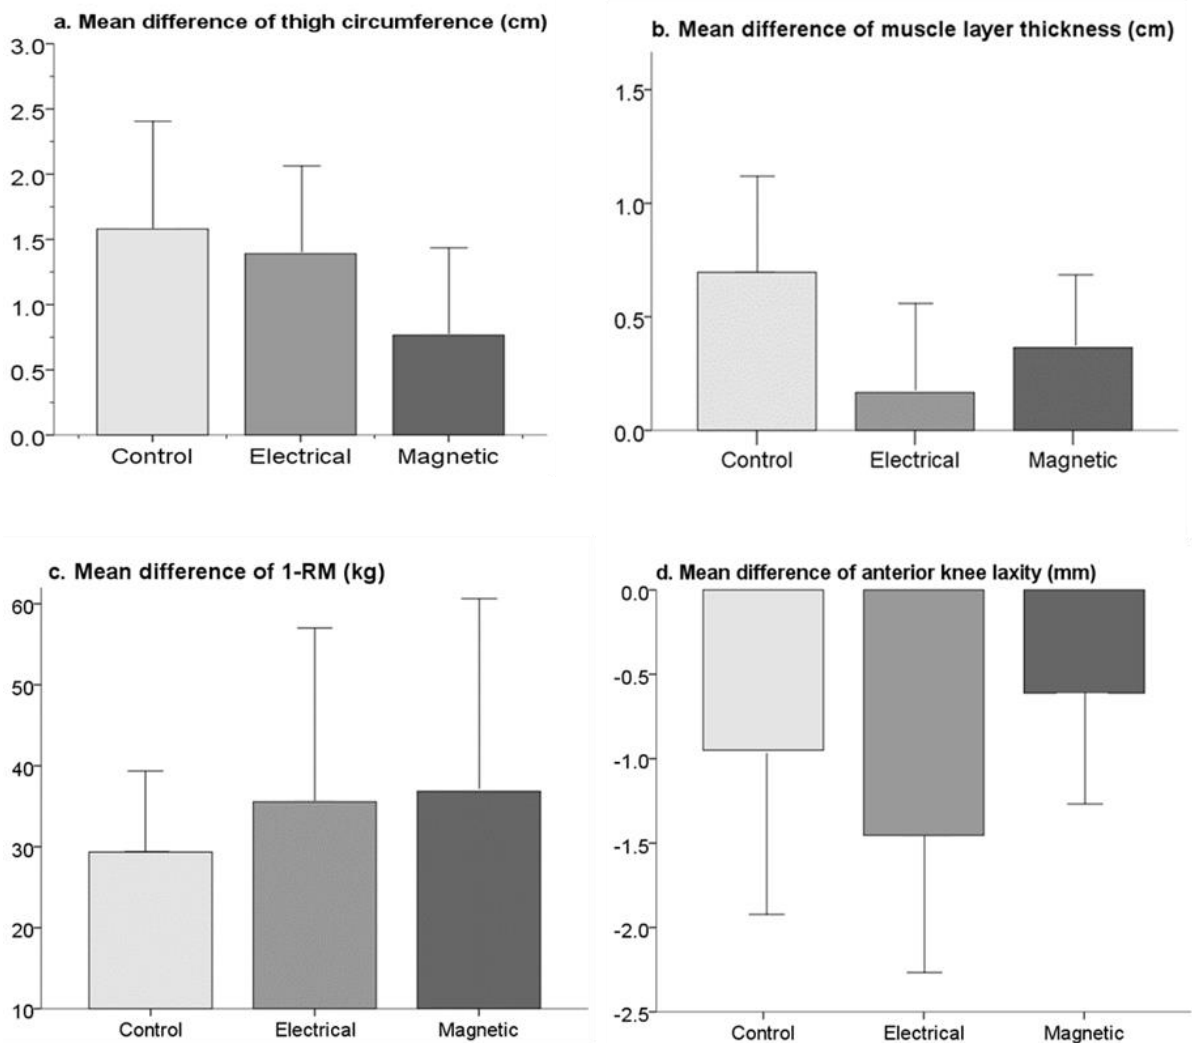 a. Mean difference of thigh circumference (cm)
3.0
2.5
2.0
1.5
1.0
0.5
0.0
Control Electrical Magnetic
b. Mean difference of muscle layer thickness (cm)
1.5
1.0
0.5
0.0
Control Electrical Magnetic
c. Mean difference of 1-RM (kg)
60
50
40
30
20
10
Control Electrical Magnetic
d. Mean difference of anterior knee laxity (mm)
0.0
-0.5
-1.0
-1.5
-2.0
-2.5
Control Electrical Magnetic